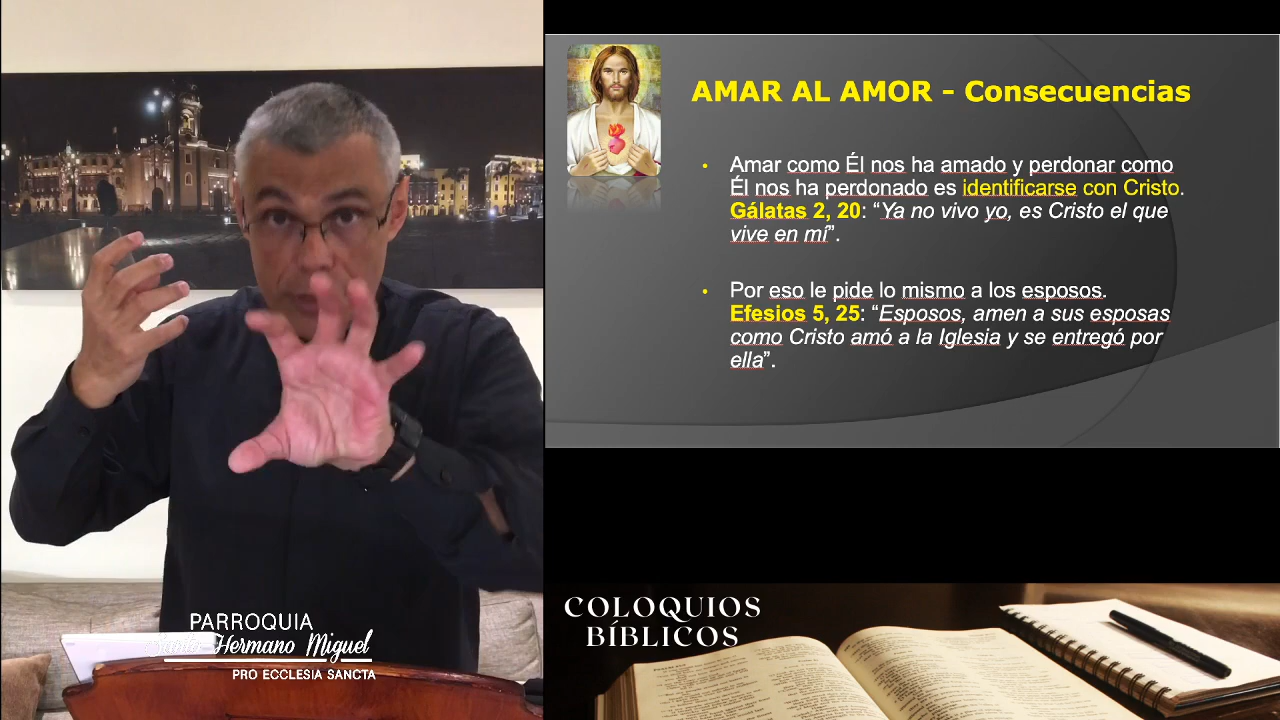 AMAR AL AMOR - Consecuencias
• Amar como Él nos ha amado y perdonar como
Él nos ha perdonado es identificarse con Cristo.
Gálatas 2, 20: “Ya no vivo yo, es Cristo el que
vive en mí”.
• Por eso le pide lo mismo a los esposos.
Efesios 5, 25: “Esposos, amen a sus esposas
como Cristo amó a la Iglesia y se entregó por
ella”.
PARROQUIA
Santo Hermano Miguel
PRO ECCLESIA SANCTA
COLOQUIOS
BÍBLICOS